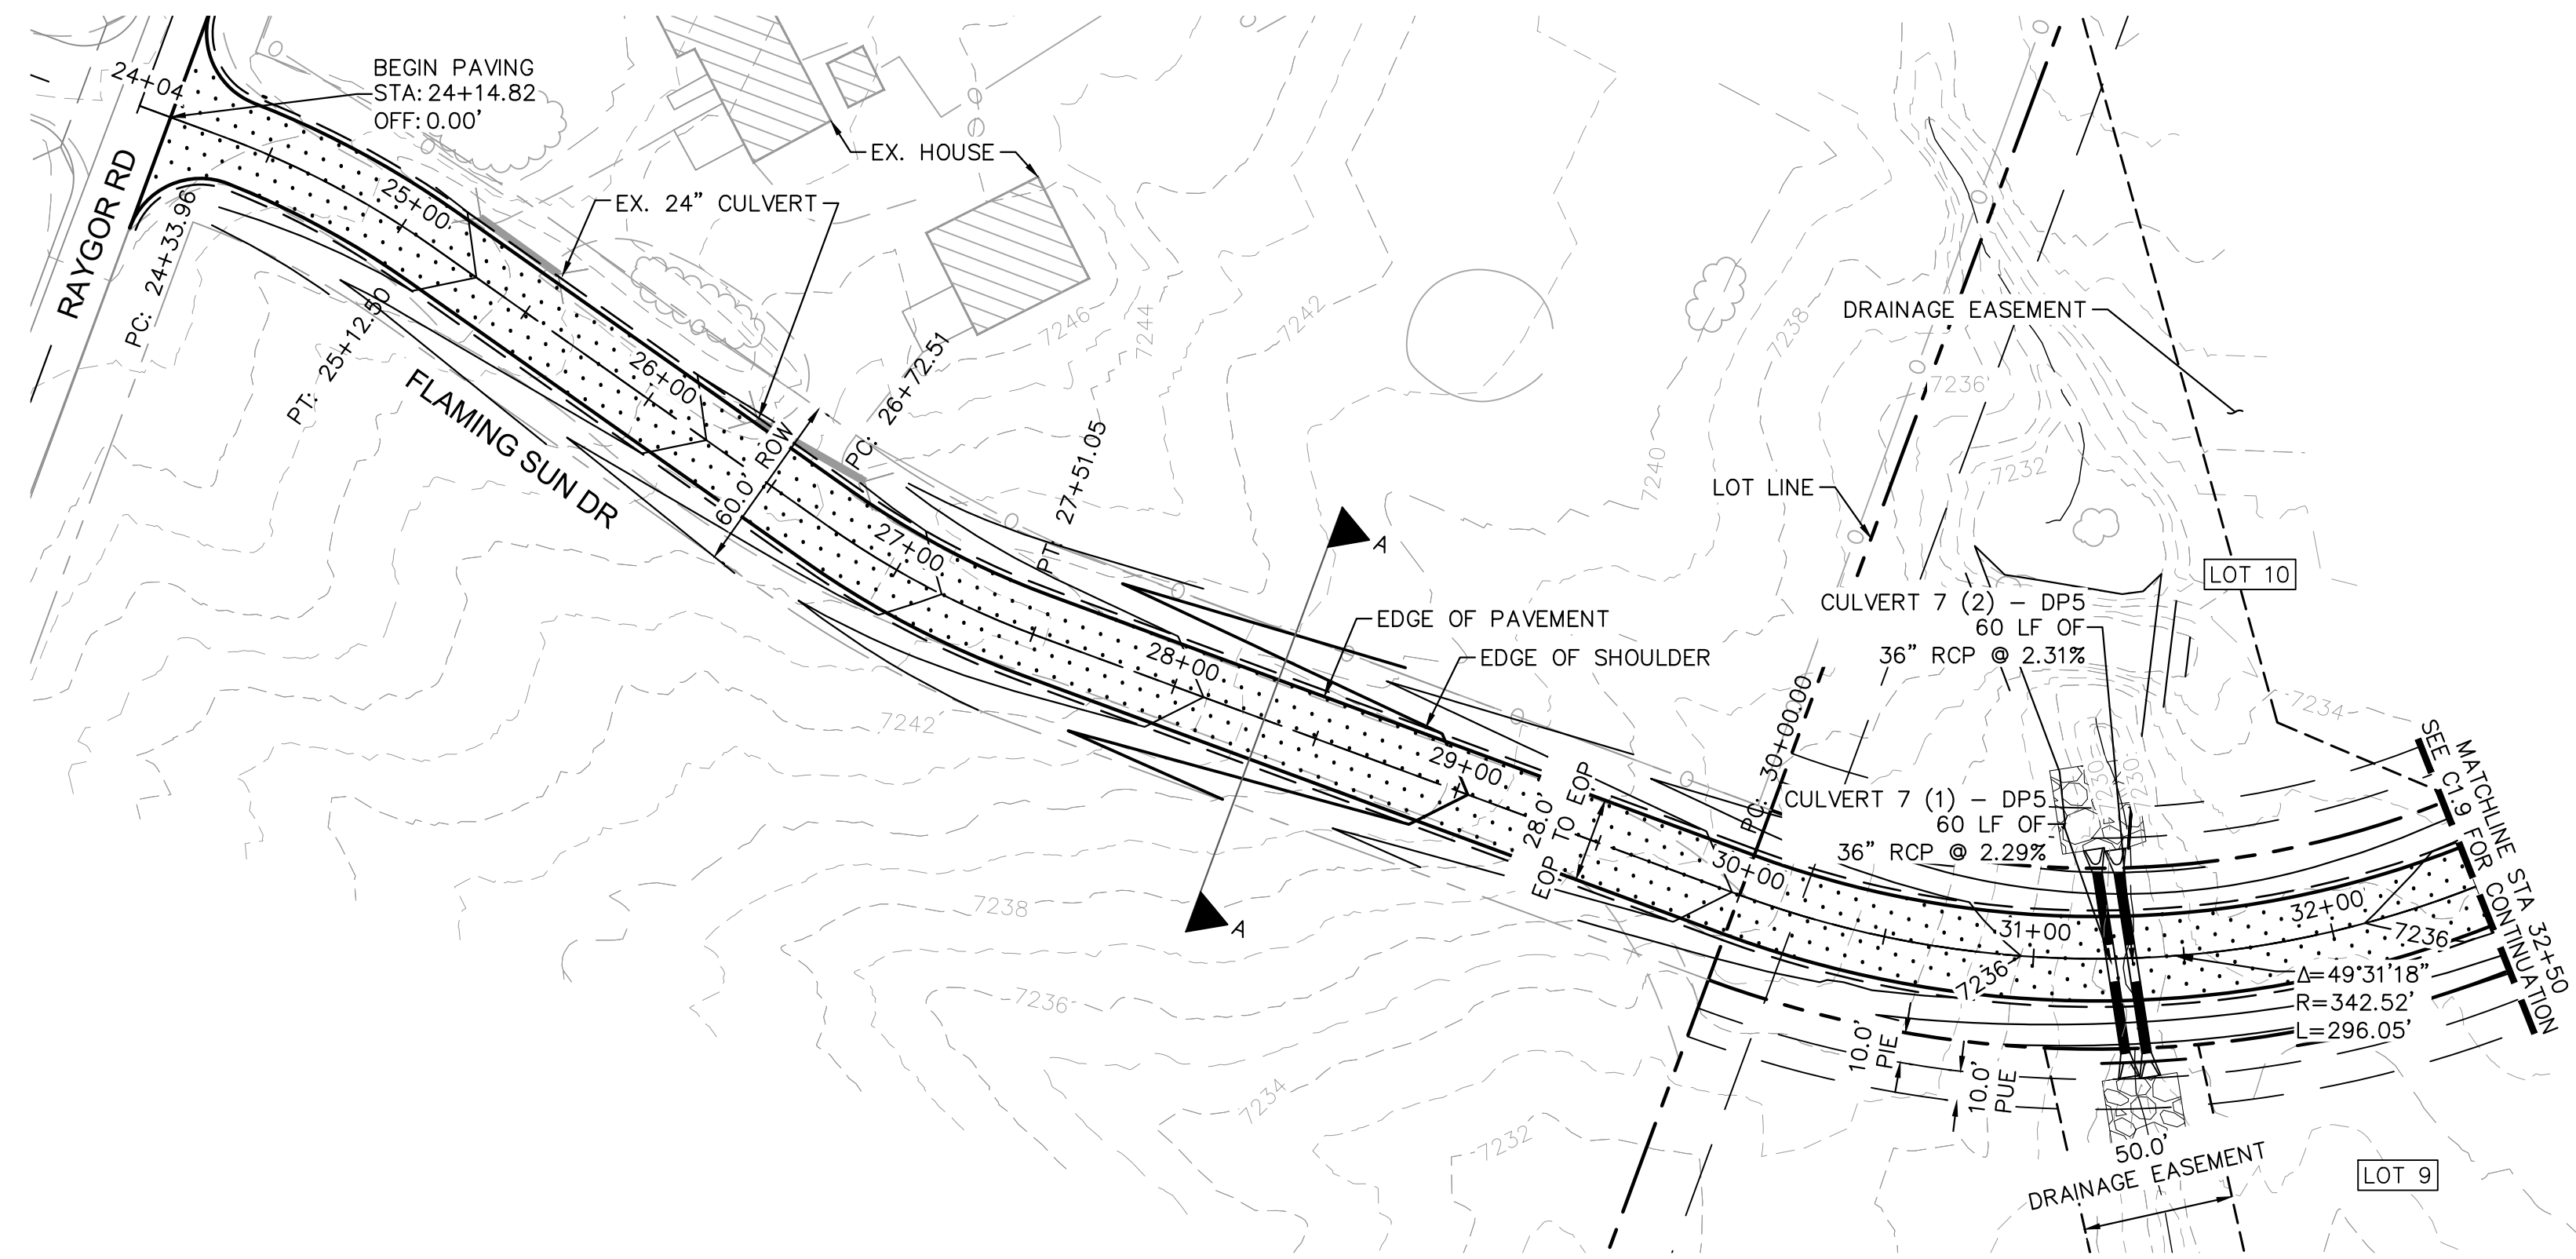 24+04
BEGIN PAVING
STA: 24+14.82
OFF: 0.00'
RAYGOR RD
PC: 24+33.96
25+00
PT: 25+12.50
EX. 24” CULVERT
EX. HOUSE
FLAMING SUN DR
26+00
60.0' ROW
PC: 26+72.51
27+00
PT: 27+51.05
7246
7244
7242
A
A
28+00
EDGE OF PAVEMENT
EDGE OF SHOULDER
29+00
28.0'
EOP TO EOP
7242
7238
7236
7234
7232
7240
7238
7236
7232
DRAINAGE EASEMENT
LOT LINE
LOT 10
CULVERT 7 (2) – DP5
60 LF OF
36” RCP @ 2.31%
PC: 30+00.00
CULVERT 7 (1) – DP5
60 LF OF
36” RCP @ 2.29%
7230
7230
7234
30+00
31+00
32+00
7236
7236
Δ=49°31'18”
R=342.52'
L=296.05'
MATCHLINE STA 32+50
SEE C1.9 FOR CONTINUATION
10.0'
PIE
10.0'
PUE
50.0'
DRAINAGE EASEMENT
LOT 9